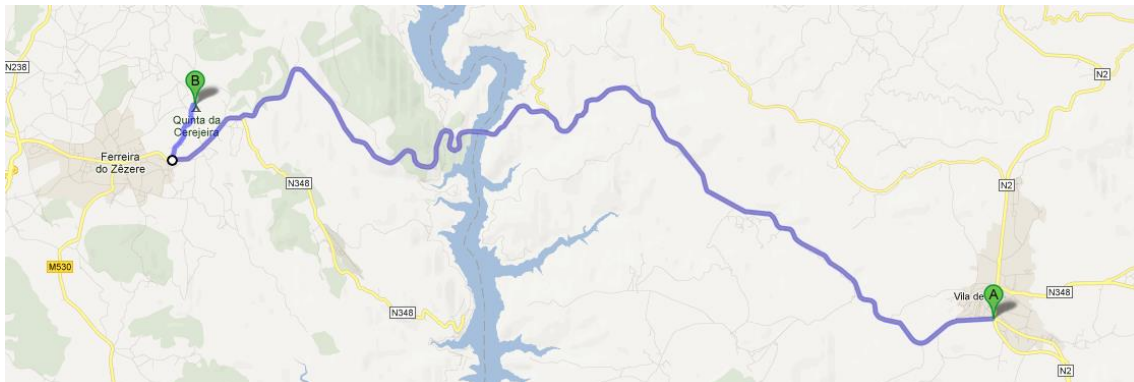 N238
B
Quinta da
Cerejeira
Ferreira
do Zêzere
N348
M530
N348
N2
N2
Vila de
A
N348
N2